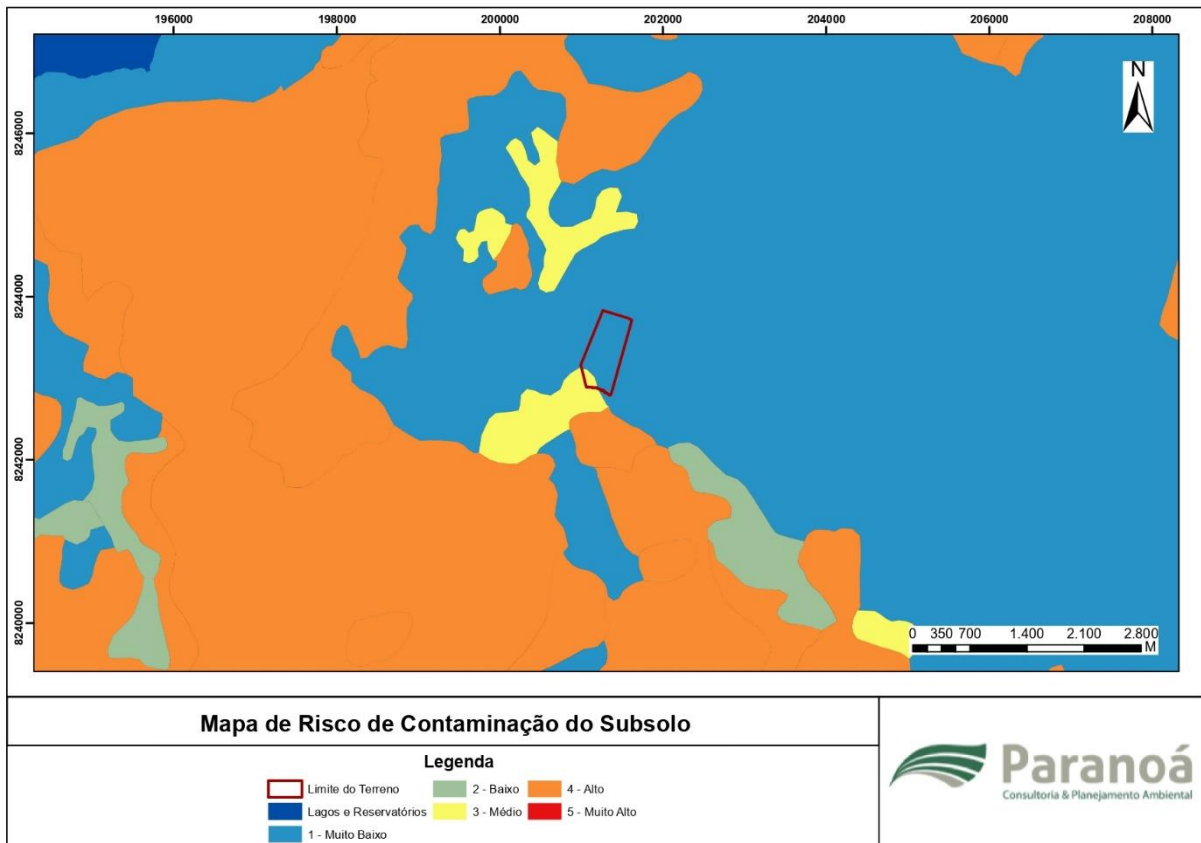 196000 198000 200000 202000 204000 206000 208000
N
8246000
8244000
8242000
8240000
0 350 700 1.400 2.100 2.800
M
Mapa de Risco de Contaminação do Subsolo
Legenda
Limite do Terreno
Lagos e Reservatórios
1 - Muito Baixo
2 - Baixo
3 - Médio
4 - Alto
5 - Muito Alto
Paranoá
Consultoria & Planejamento Ambiental